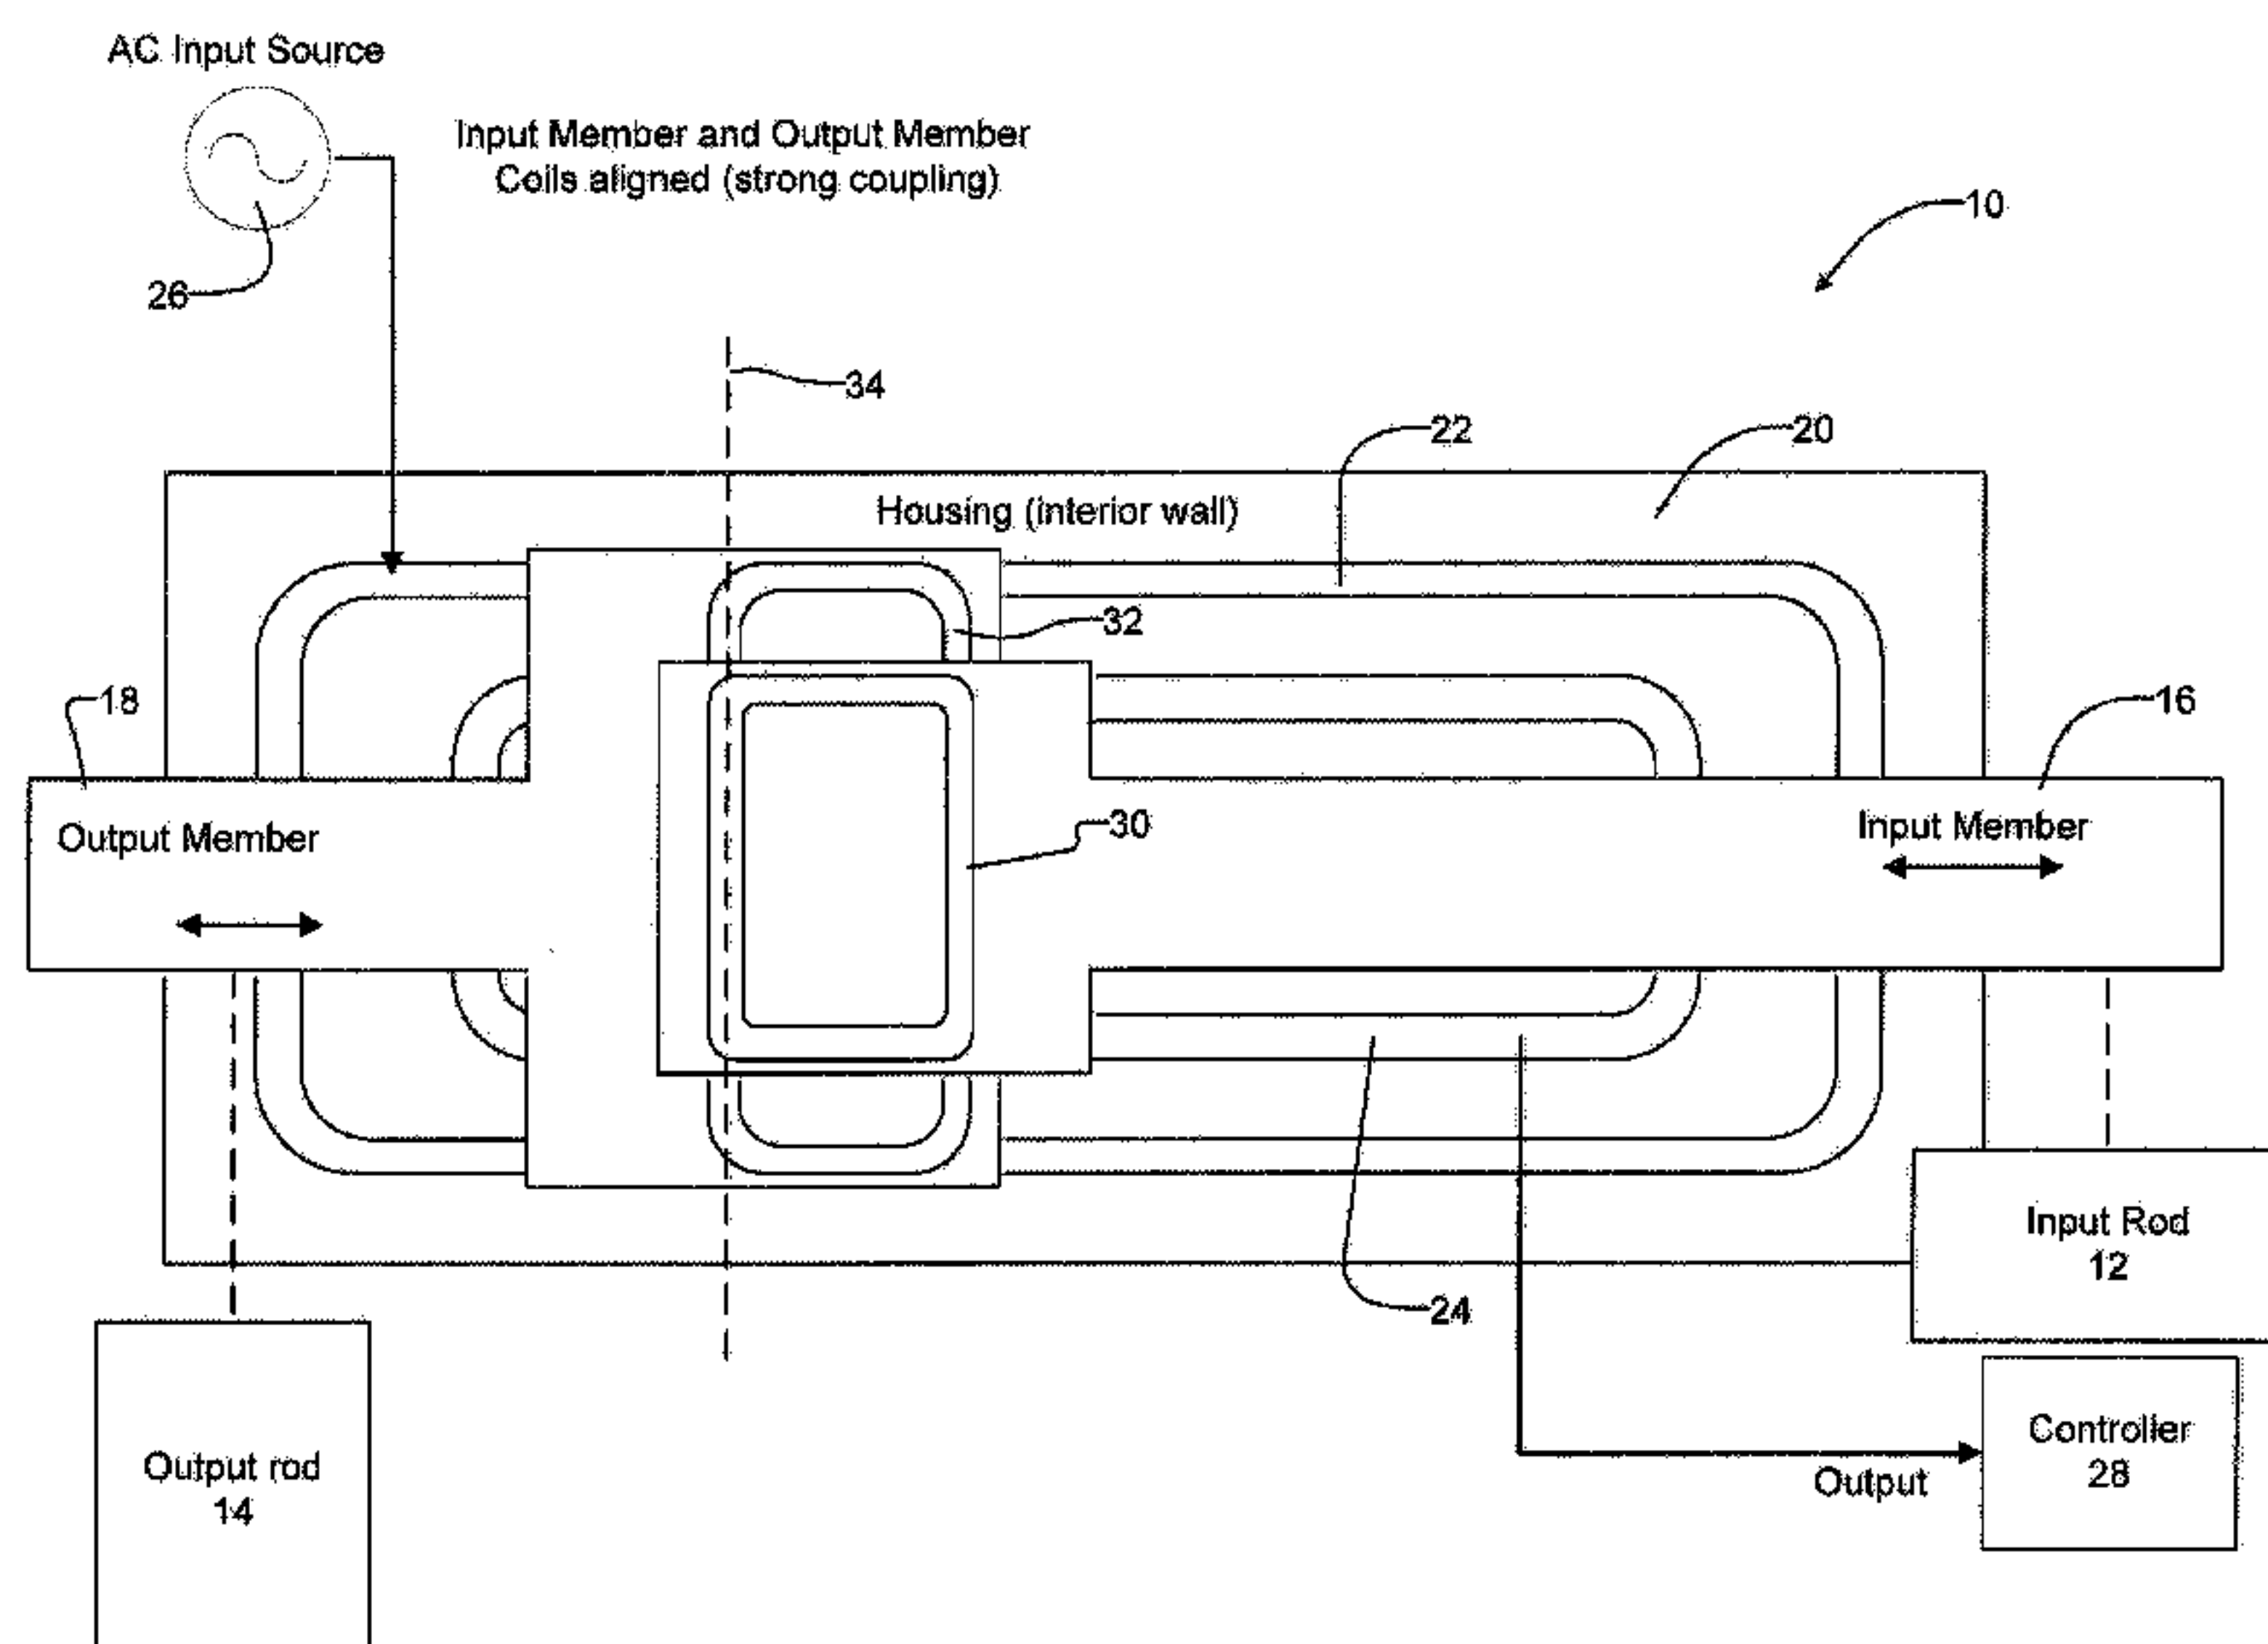 AC Input Source
Input Member and Output Member
Coils aligned (strong coupling)
10
26
34
22
20
Housing (interior wall)
32
18
16
Output Member
Input Member
30
Input Rod
12
24
Controller
28
Output rod
14
Output